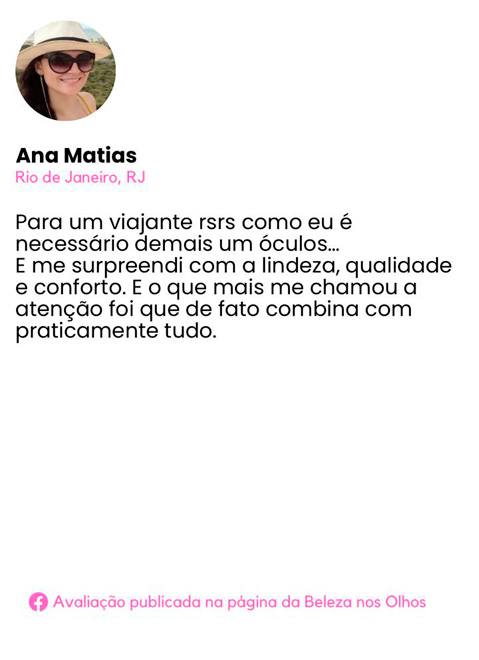 Ana Matias
Rio de Janeiro, RJ
Para um viajante rsrs como eu é
necessário demais um óculos...
E me surpreendi com a lindeza, qualidade
e conforto. E o que mais me chamou a
atenção foi que de fato combina com
praticamente tudo.
Avaliação publicada na página da Beleza nos Olhos